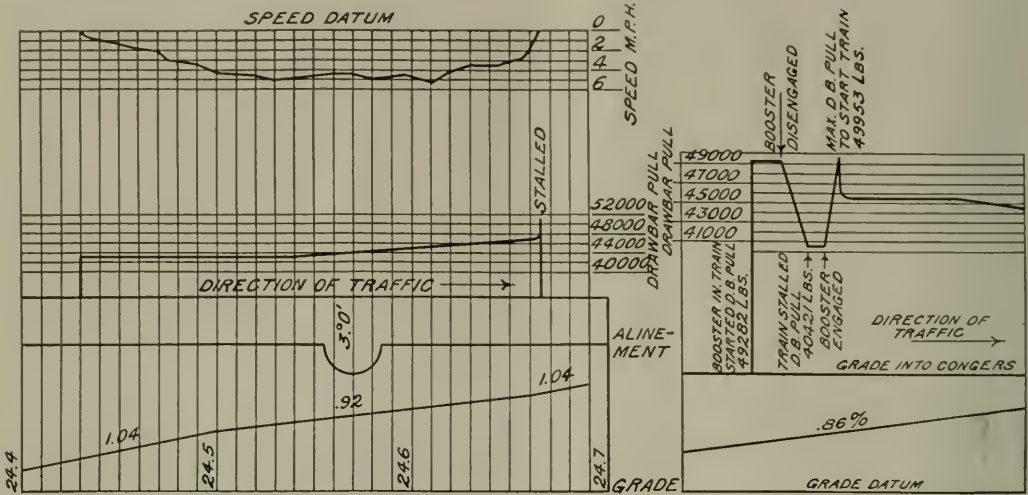 SPEED DATUM
0
2
4
6
SPEED M.P.H.
STALLED
52000
48000
44000
40000
DRAWBAR PULL
DIRECTION OF TRAFFIC
3°0'
ALINE-
MENT
1.04
.92
1.04
24.4
24.5
24.6
24.7
GRADE
BOOSTER
DISENGAGED
MAX. D.B. PULL
TO START TRAIN
49953 LBS.
DRAWBAR PULL
49000
47000
45000
43000
41000
BOOSTER IN. TRAIN
STARTED D.B. PULL
49282 LBS.
TRAIN STALLED
D.B. PULL
40421 LBS.
BOOSTER
ENGAGED
DIRECTION OF
TRAFFIC
GRADE INTO CONGERS
.86%
GRADE DATUM